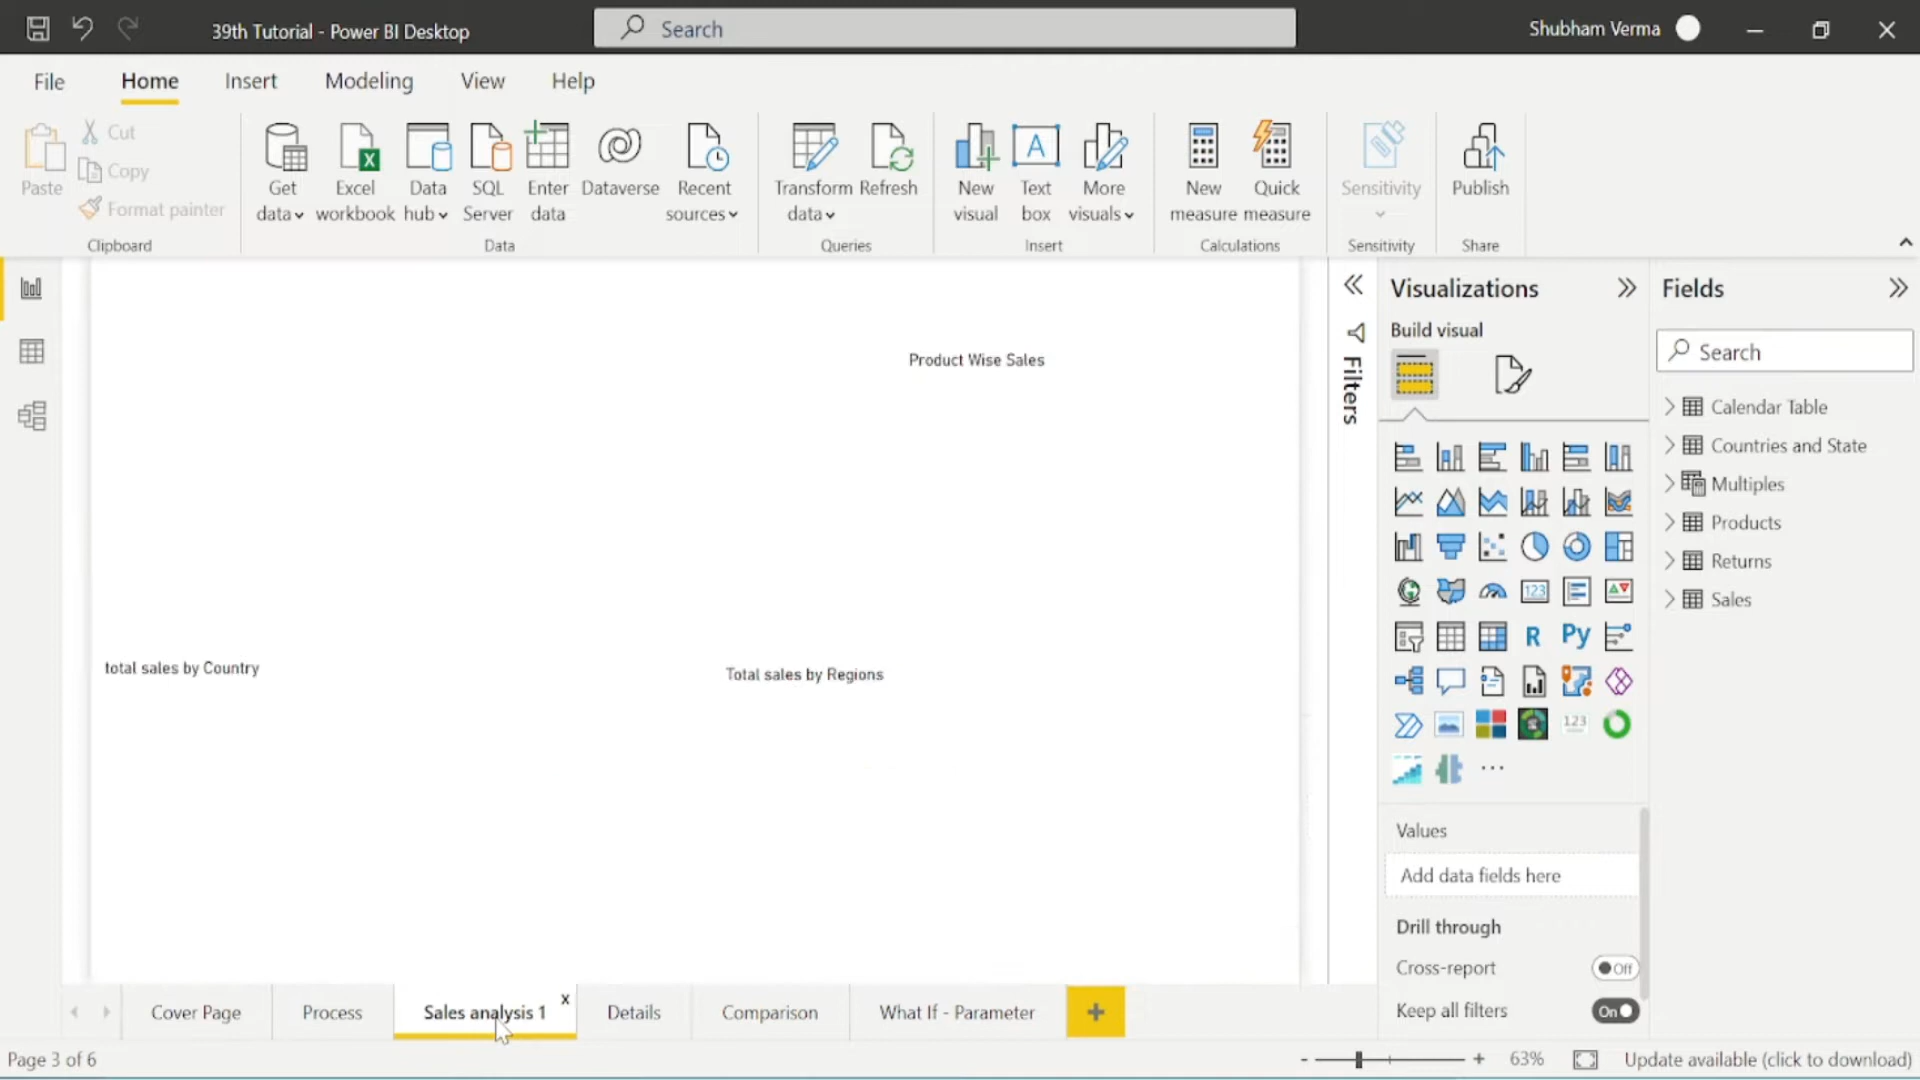 39th Tutorial - Power BI Desktop
Search
Shubham Verma
File
Home
Insert
Modeling
View
Help
Paste
Cut
Copy
Format painter
Clipboard
Get data
Excel workbook
Data hub
SQL Server
Enter data
Dataverse
Recent sources
Data
Transform data
Refresh
Queries
New visual
A
Text box
More visuals
Insert
New measure
Quick measure
Calculations
Sensitivity
Sensitivity
Publish
Share
Product Wise Sales
total sales by Country
Total sales by Regions
Filters
Visualizations
Build visual
123
R
Py
123
...
Values
Add data fields here
Drill through
Cross-report
Off
Keep all filters
On
Fields
Search
Calendar Table
Countries and State
Multiples
Products
Returns
Sales
Cover Page
Process
Sales analysis 1
x
Details
Comparison
What If - Parameter
+
Page 3 of 6
- + 63%
Update available (click to download)